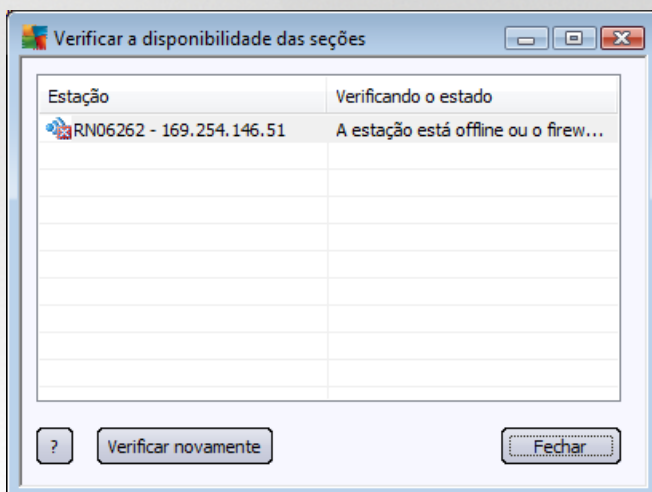 Verificar a disponibilidade das seções
Estação Verificando o estado
RN06262 - 169.254.146.51 A estação está offline ou o firew...
? Verificar novamente Fechar